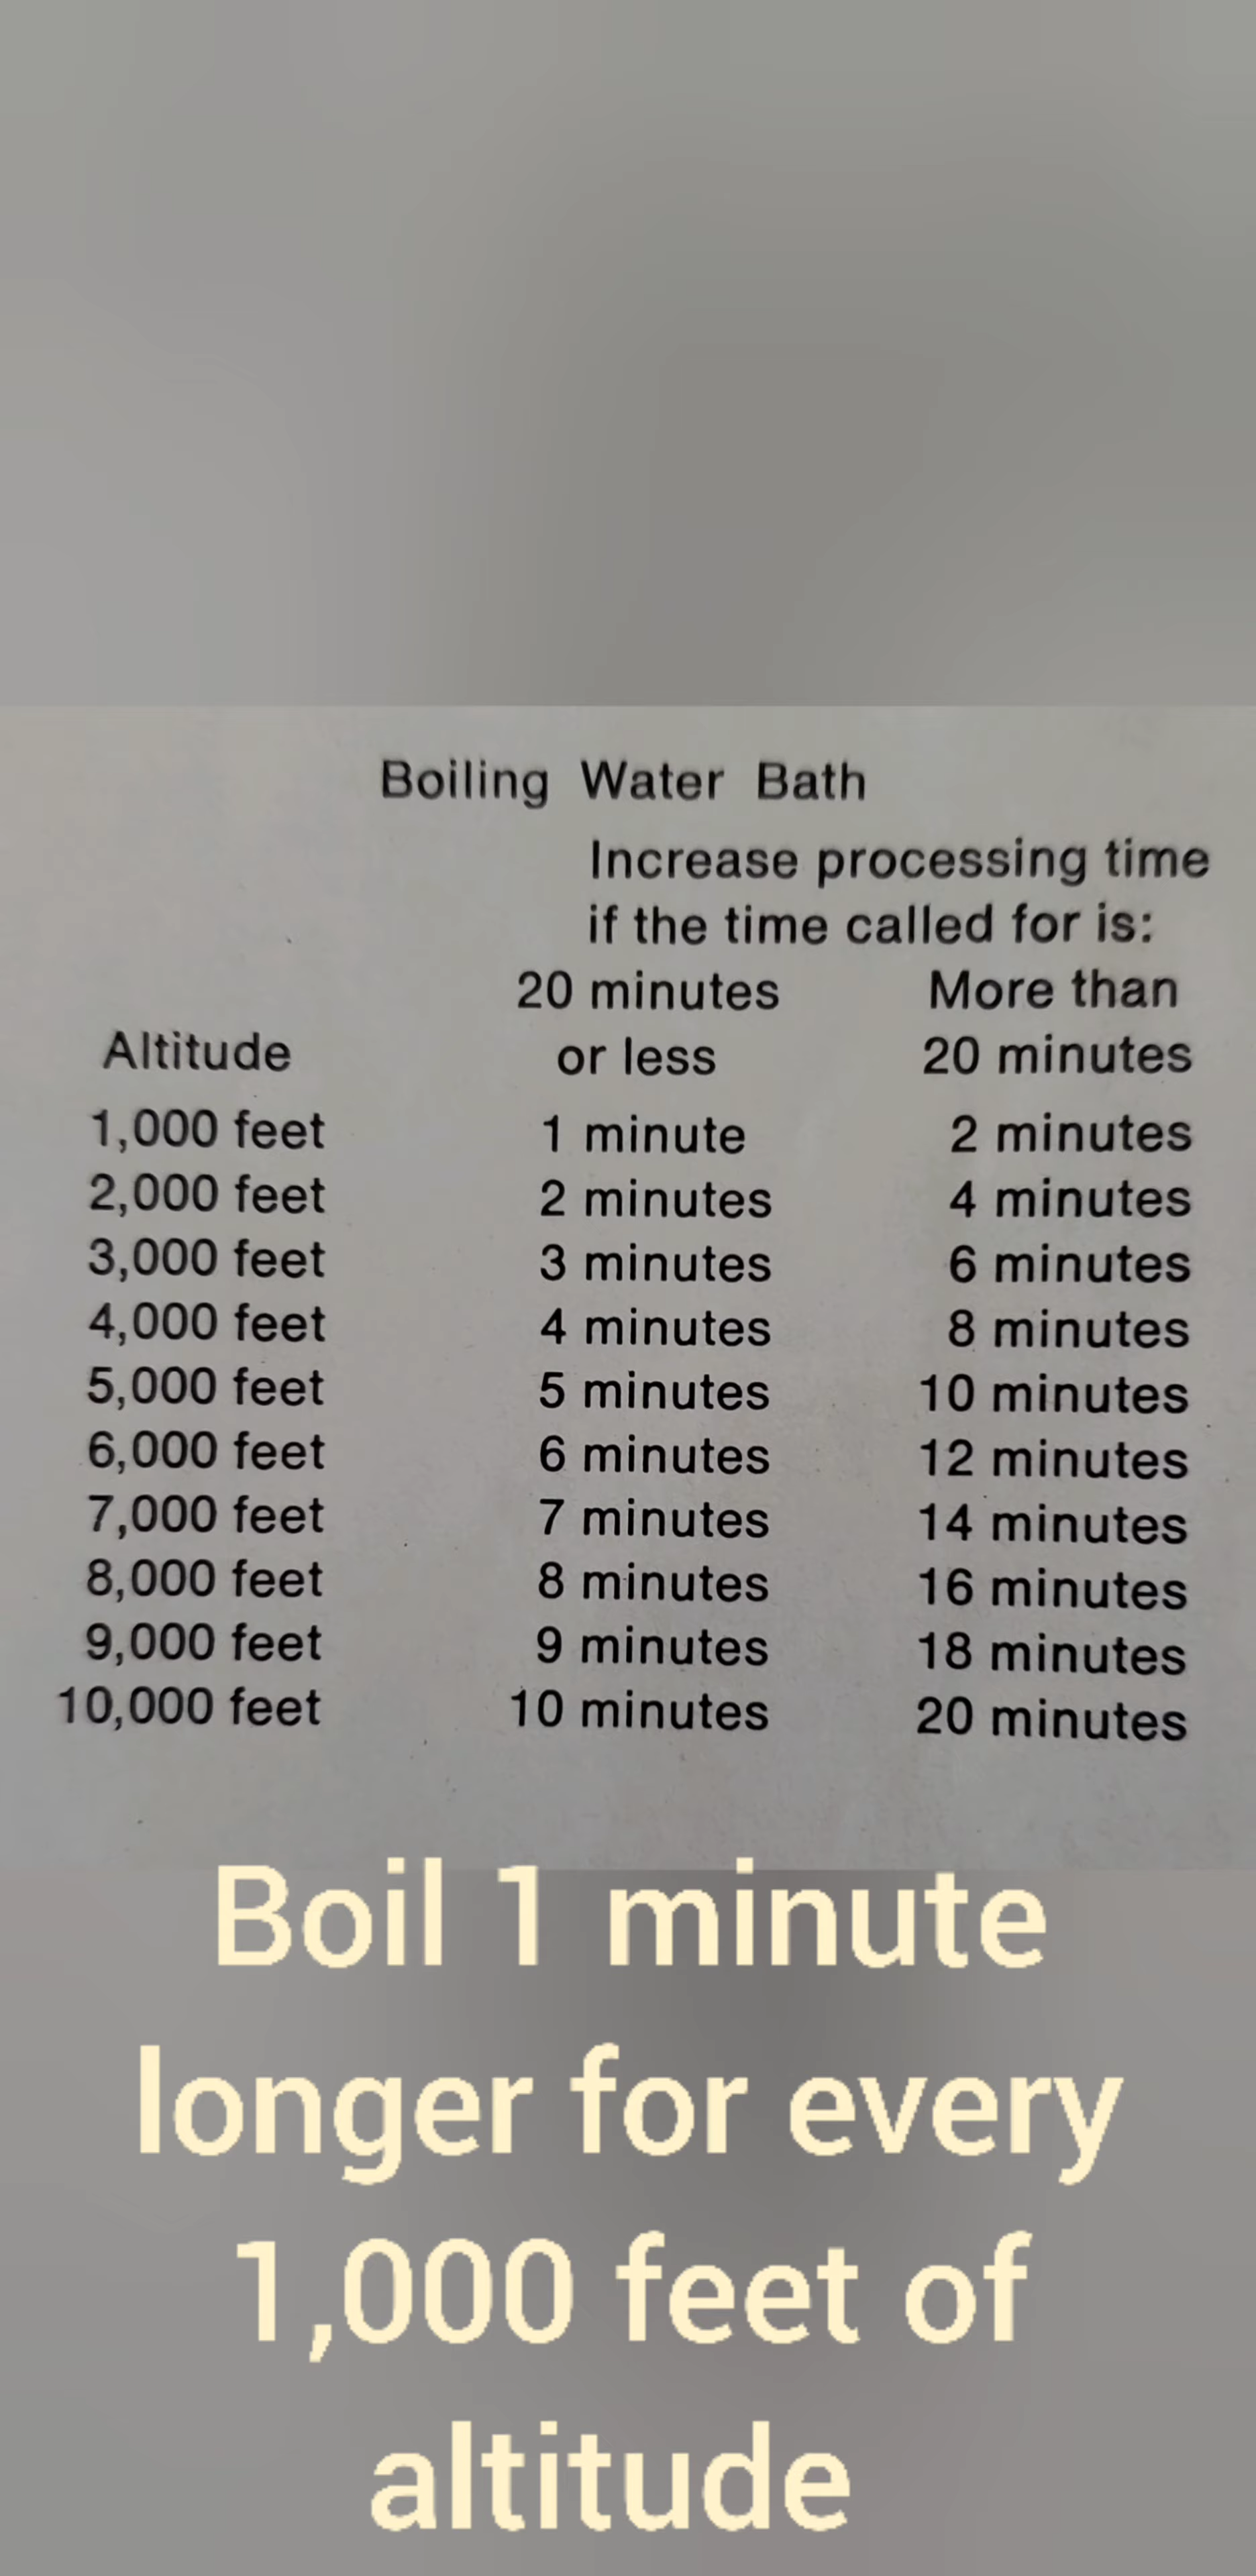 Boiling Water Bath
Increase processing time
if the time called for is:
20 minutes More than
Altitude or less 20 minutes
1,000 feet 1 minute 2 minutes
2,000 feet 2 minutes 4 minutes
3,000 feet 3 minutes 6 minutes
4,000 feet 4 minutes 8 minutes
5,000 feet 5 minutes 10 minutes
6,000 feet 6 minutes 12 minutes
7,000 feet 7 minutes 14 minutes
8,000 feet 8 minutes 16 minutes
9,000 feet 9 minutes 18 minutes
10,000 feet 10 minutes 20 minutes
Boil 1 minute
longer for every
1,000 feet of
altitude